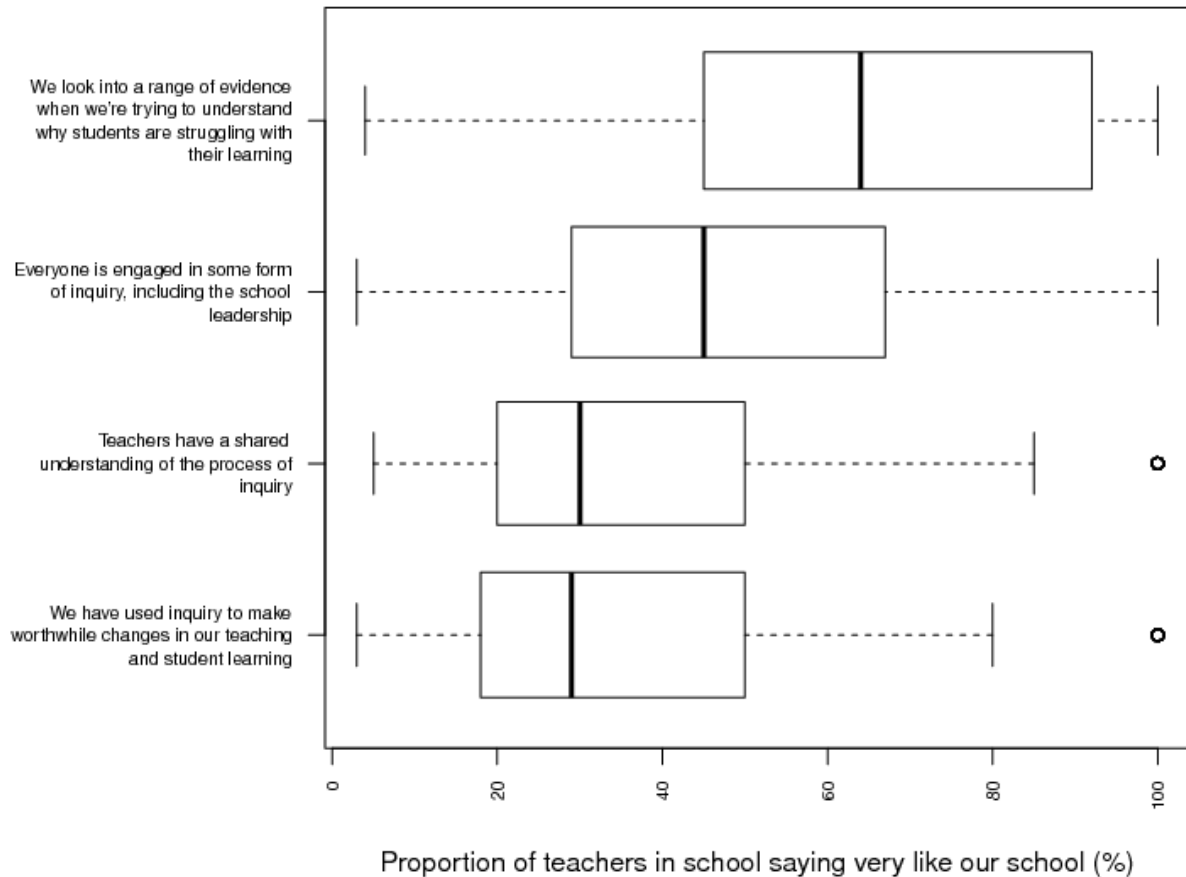 We look into a range of evidence
when we're trying to understand
why students are struggling with
their learning
Everyone is engaged in some form
of inquiry, including the school
leadership
Teachers have a shared
understanding of the process of
inquiry
We have used inquiry to make
worthwhile changes in our teaching
and student learning
0 20 40 60 80 100
Proportion of teachers in school saying very like our school (%)